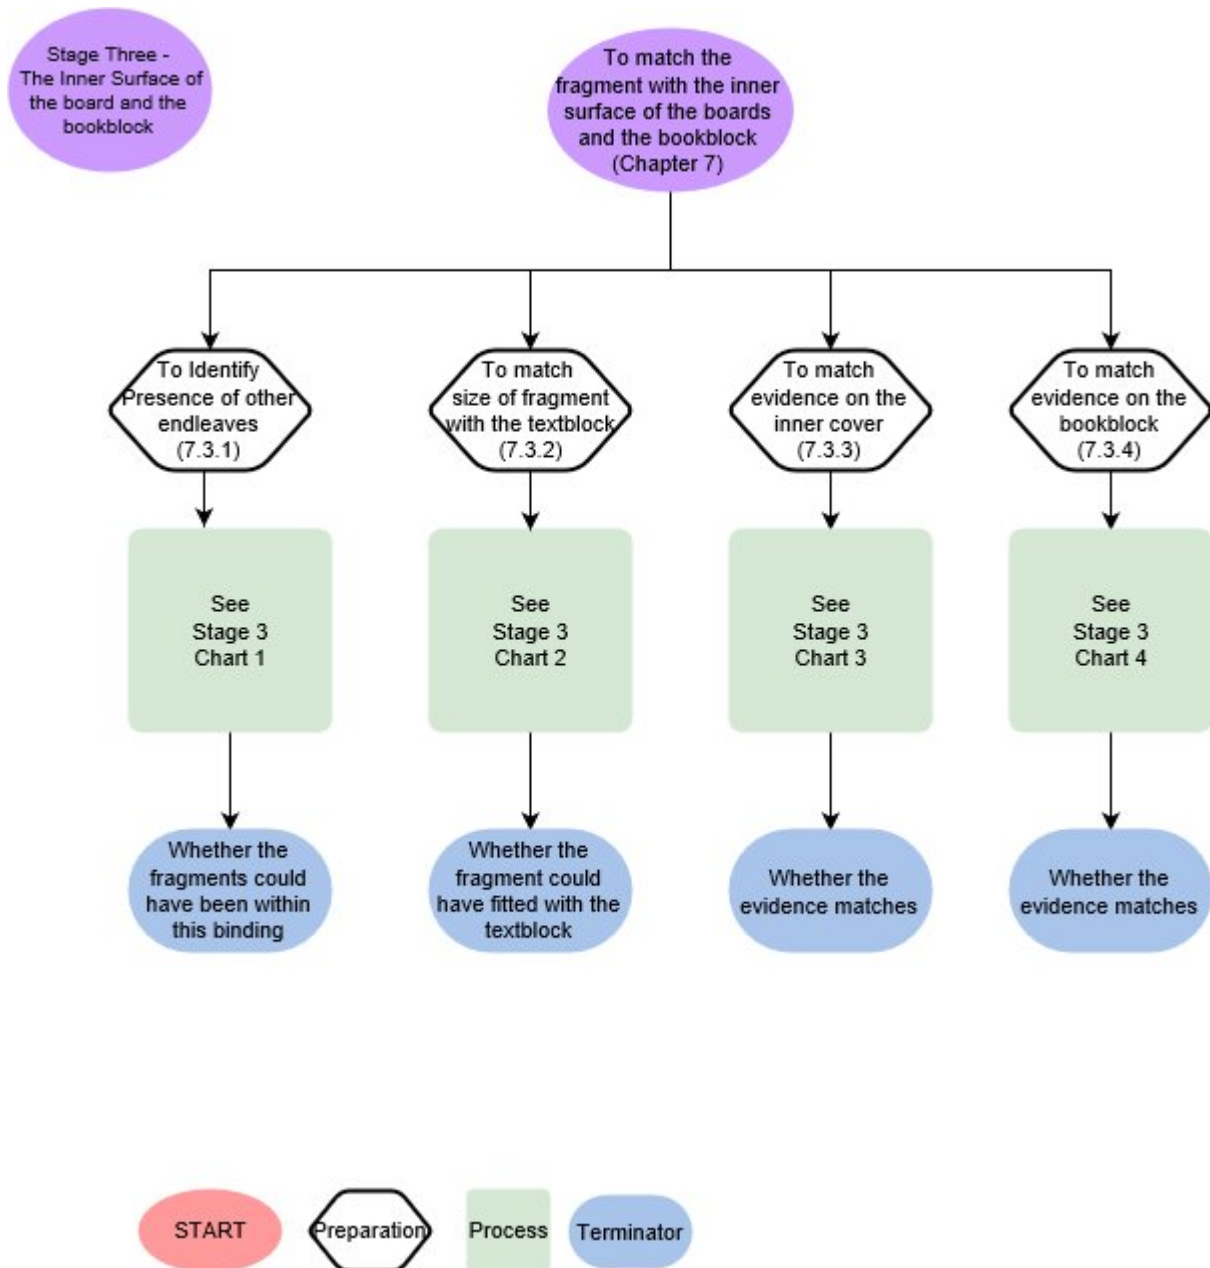 Stage Three -
The Inner Surface of
the board and the
bookblock
To match the
fragment with the inner
surface of the boards
and the bookblock
(Chapter 7)
To Identify
Presence of other
endleaves
(7.3.1)
To match
size of fragment
with the textblock
(7.3.2)
To match
evidence on the
inner cover
(7.3.3)
To match
evidence on the
bookblock
(7.3.4)
See
Stage 3
Chart 1
See
Stage 3
Chart 2
See
Stage 3
Chart 3
See
Stage 3
Chart 4
Whether the
fragments could
have been within
this binding
Whether the
fragment could
have fitted with the
textblock
Whether the
evidence matches
Whether the
evidence matches
START
Preparation
Process
Terminator